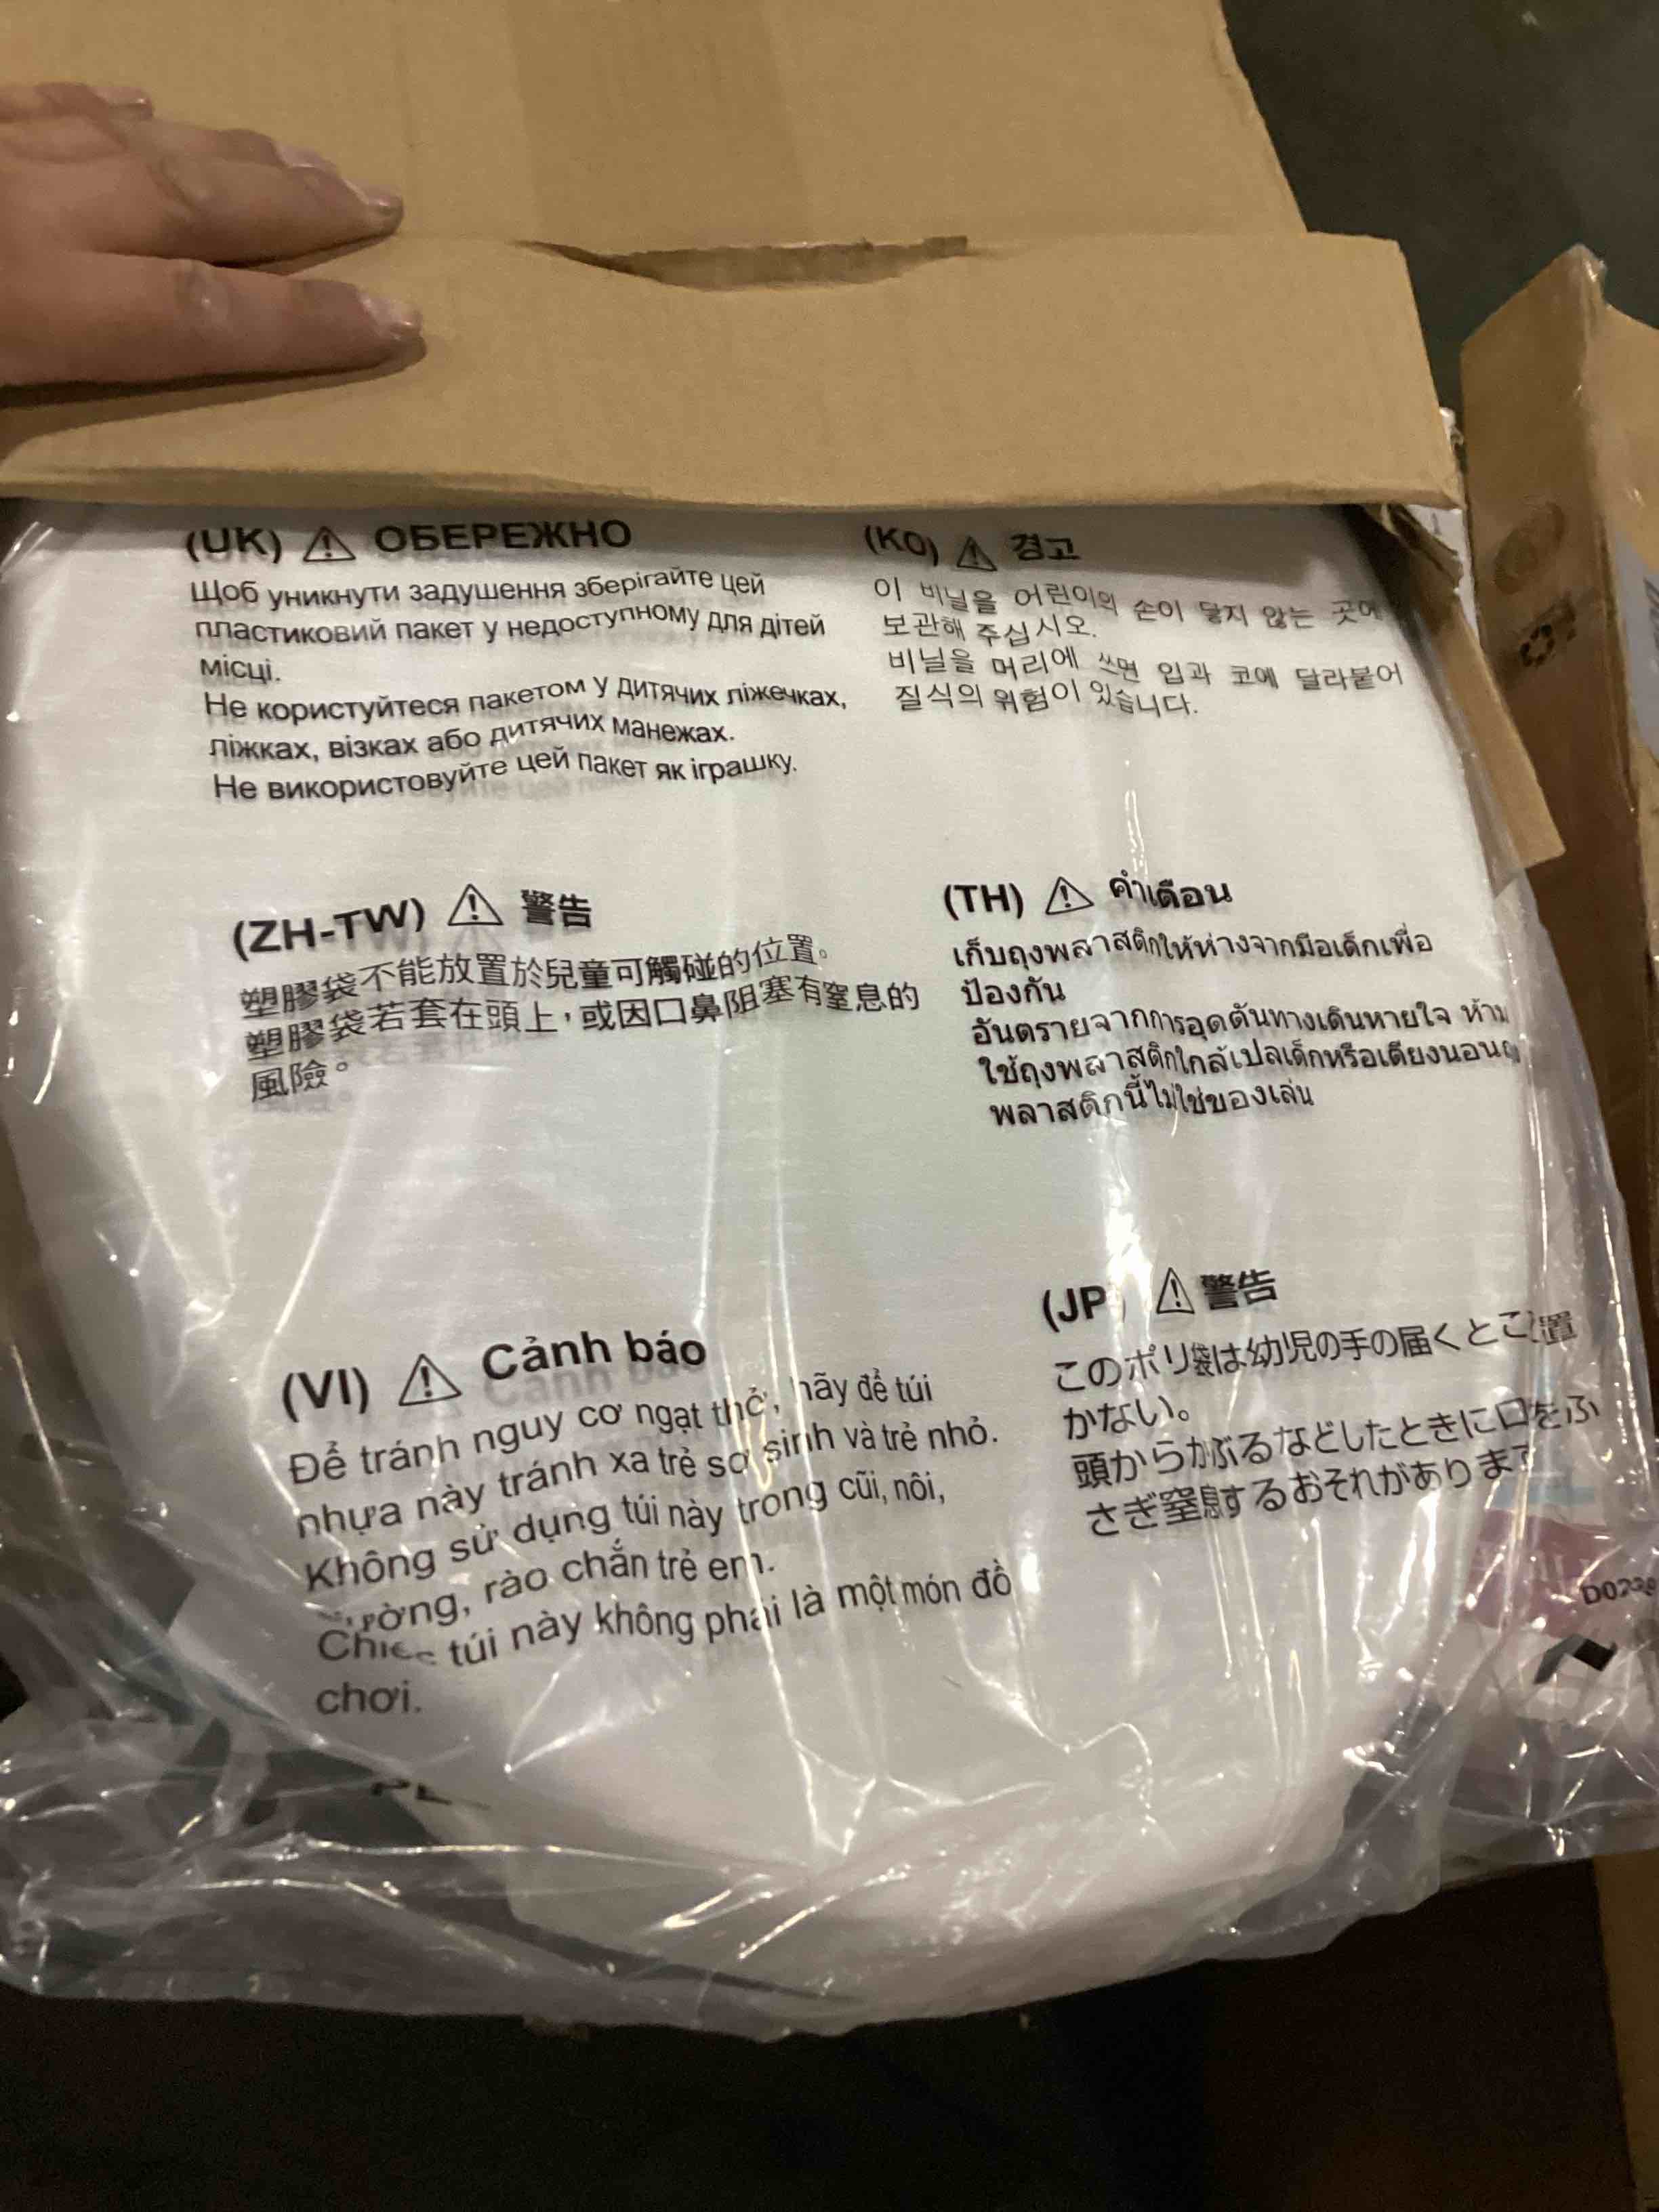 (UK) ⚠ ОБЕРЕЖНО
Щоб уникнути задушення зберігайте цей
пластиковий пакет у недоступному для дітей
місці.
Не користуйтеся пакетом у дитячих ліжечках,
ліжках, візках або дитячих манежах.
Не використовуйте цей пакет як іграшку.
(KO) ⚠ 경고
이 비닐을 어린이의 손이 닿지 않는 곳에
보관해 주십시오.
비닐을 머리에 쓰면 입과 코에 달라붙어
질식의 위험이 있습니다.
(ZH-TW) ⚠ 警告
塑膠袋不能放置於兒童可觸碰的位置。
塑膠袋若套在頭上，或因口鼻阻塞有窒息的
風險。
(TH) ⚠ คำเตือน
เก็บถุงพลาสติกให้ห่างจากมือเด็กเพื่อ
ป้องกัน
อันตรายจากการอุดตันทางเดินหายใจ ห้าม
ใช้ถุงพลาสติกใกล้เปลเด็กหรือเตียงนอน
พลาสติกนี้ไม่ใช่ของเล่น
(VI) ⚠ Cảnh báo
Để tránh nguy cơ ngạt thở, hãy để túi
nhựa này tránh xa trẻ sơ sinh và trẻ nhỏ.
Không sử dụng túi này trong cũi, nôi,
rào chắn trẻ em.
Chiếc túi này không phải là một món đồ
chơi.
(JP) ⚠ 警告
このポリ袋は幼児の手の届くところに置
かない。
頭からかぶるなどしたときに口をふ
さぎ窒息するおそれがあります